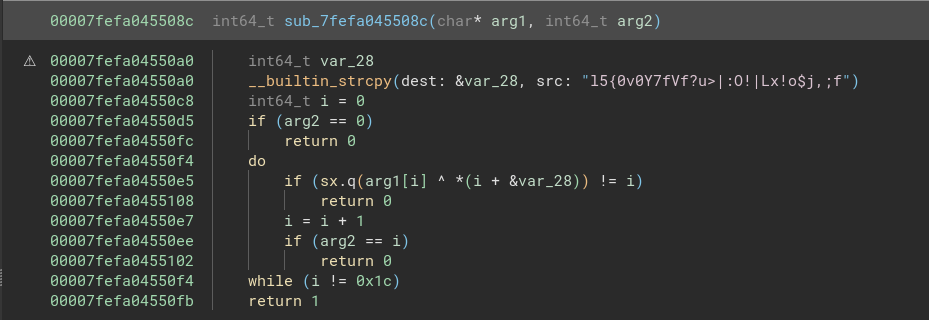 00007fefa045508c int64_t sub_7fefa045508c(char* arg1, int64_t arg2)
00007fefa04550a0 int64_t var_28
00007fefa04550a0 __builtin_strcpy(dest: &var_28, src: "l5{0v0Y7fVf?u>|:O!|Lx!o$j,;f")
00007fefa04550c8 int64_t i = 0
00007fefa04550d5 if (arg2 == 0)
00007fefa04550fc return 0
00007fefa04550f4 do
00007fefa04550e5 if (sx.q(arg1[i] ^ *(i + &var_28)) != i)
00007fefa0455108 return 0
00007fefa04550e7 i = i + 1
00007fefa04550ee if (arg2 == i)
00007fefa0455102 return 0
00007fefa04550f4 while (i != 0x1c)
00007fefa04550fb return 1